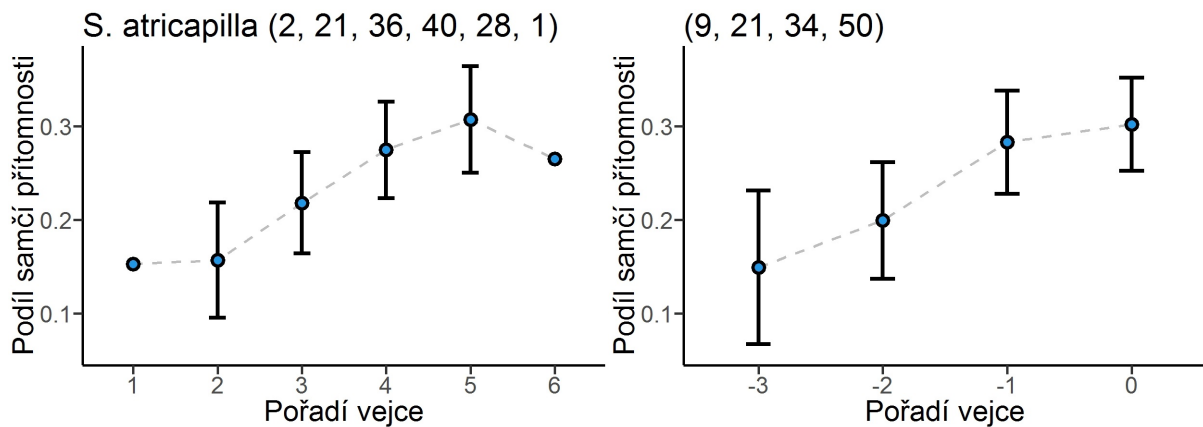 S. atricapilla (2, 21, 36, 40, 28, 1)
Podíl samčí přítomnosti
0.3
0.2
0.1
1 2 3 4 5 6
Pořadí vejce
(9, 21, 34, 50)
Podíl samčí přítomnosti
0.3
0.2
0.1
-3 -2 -1 0
Pořadí vejce